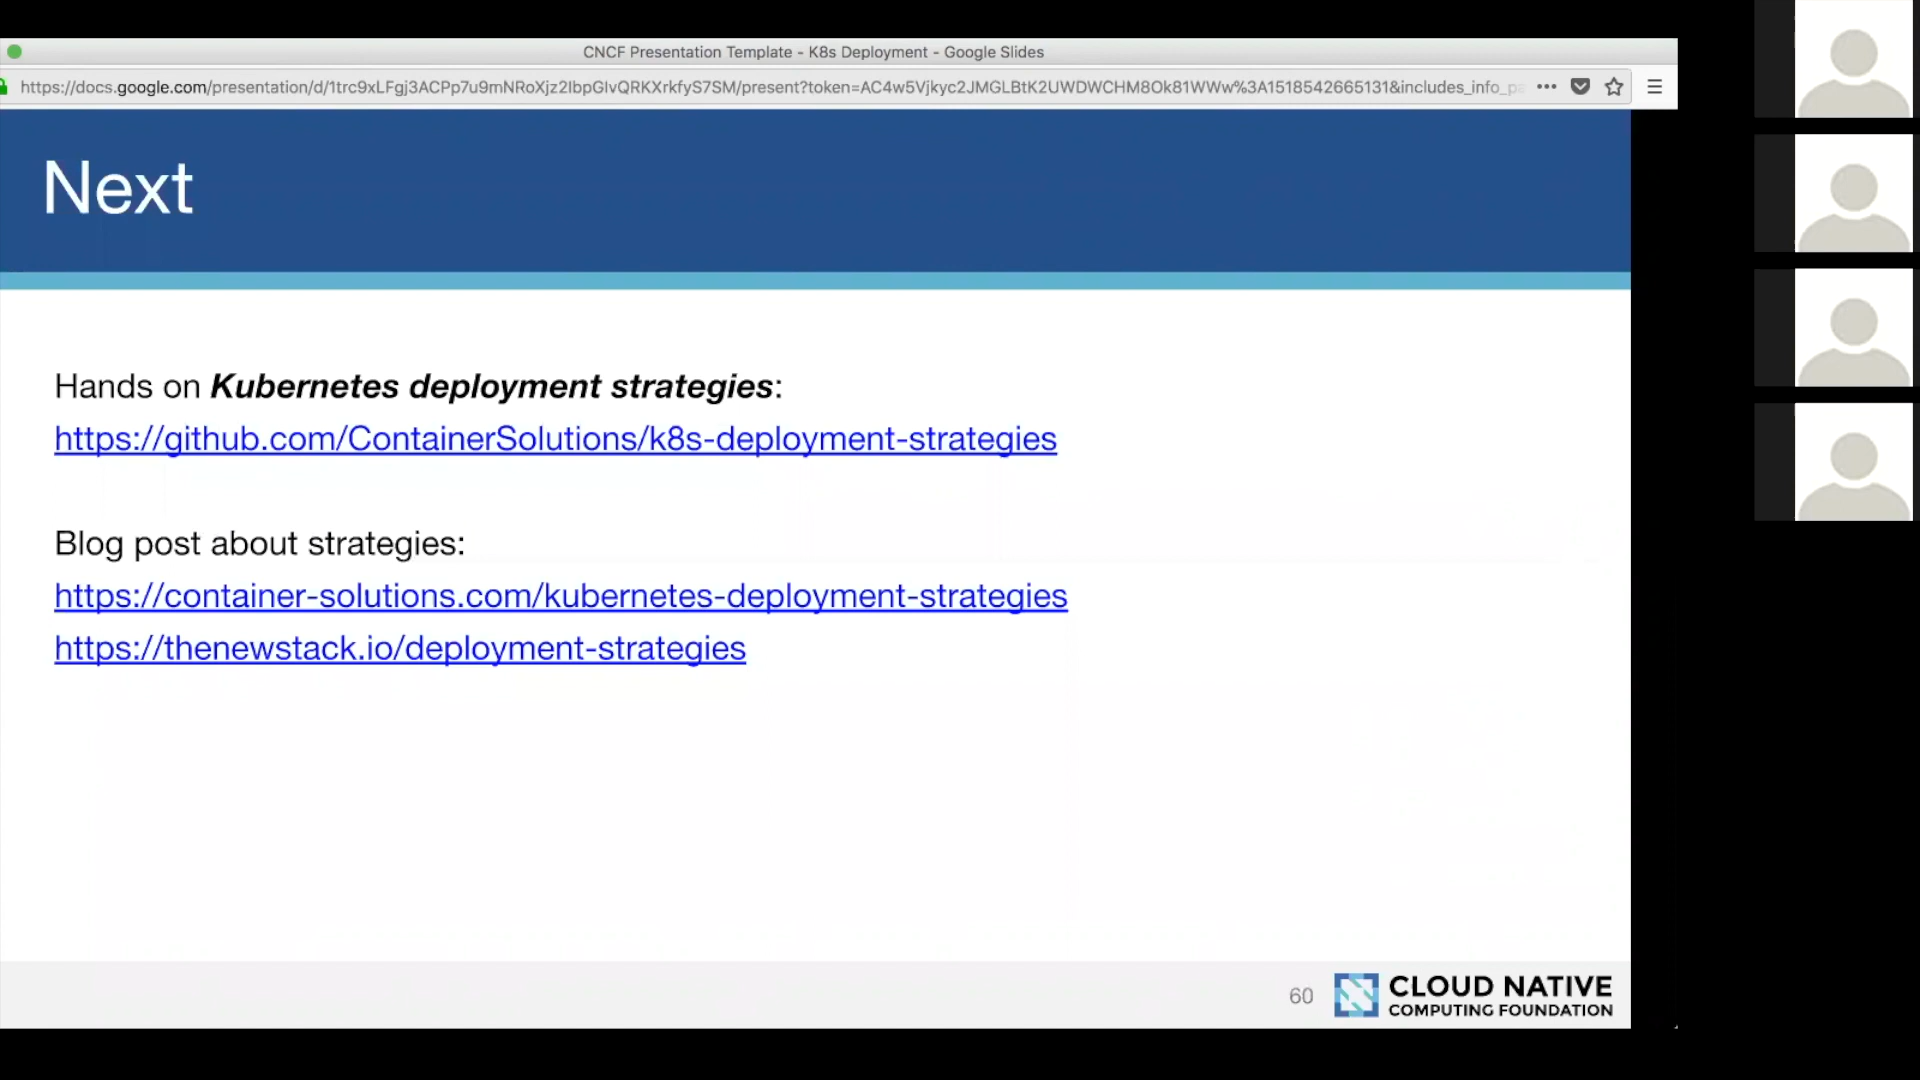 CNCF Presentation Template - K8s Deployment - Google Slides
https://docs.google.com/presentation/d/1trc9xLFgj3ACPp7u9mNRoXjz2IbpGIvQRKXrkfyS7SM/present?token=AC4w5Vjkyc2JMGLBtK2UWDWCHM8Ok81WWw%3A1518542665131&includes_info_pa
Next
Hands on Kubernetes deployment strategies:
https://github.com/ContainerSolutions/k8s-deployment-strategies
Blog post about strategies:
https://container-solutions.com/kubernetes-deployment-strategies
https://thenewstack.io/deployment-strategies
60
CLOUD NATIVE
COMPUTING FOUNDATION